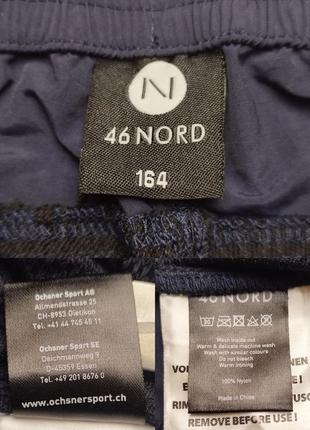 N
46 NORD
164
Ochsner Sport AG
Allmendstrasse 25
CH-8953 Dietikon
Tel. +41 44 745 45 11
Ochsner Sport SE
Deichmannweg 9
D-45359 Essen
Tel. +49 201 8676 0
www.ochsnersport.ch
46 NORD
30
Wash inside out
Warm & delicate machine wash
Wash with similar colours
Do not bleach
Warm ironing
100% Nylon
Made in China
REMOVE BEFORE USE !